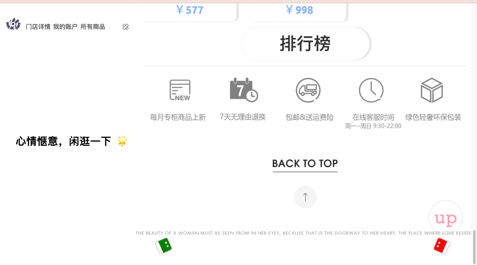 ¥577 ¥998
门店详情 我的账户 所有商品
排行榜
NEW 7
每月专柜商品上新 7天无理由退换 包邮&送运费险 在线客服时间 绿色轻奢环保包装
周一~周日 9:30-22:00
心情惬意，闲逛一下
BACK TO TOP
up
THE BEAUTY OF A WOMAN MUST BE SEEN FROM IN HER EYES, BECAUSE THAT IS THE DOORWAY TO HER HEART, THE PLACE WHERE LOVE RESIDES